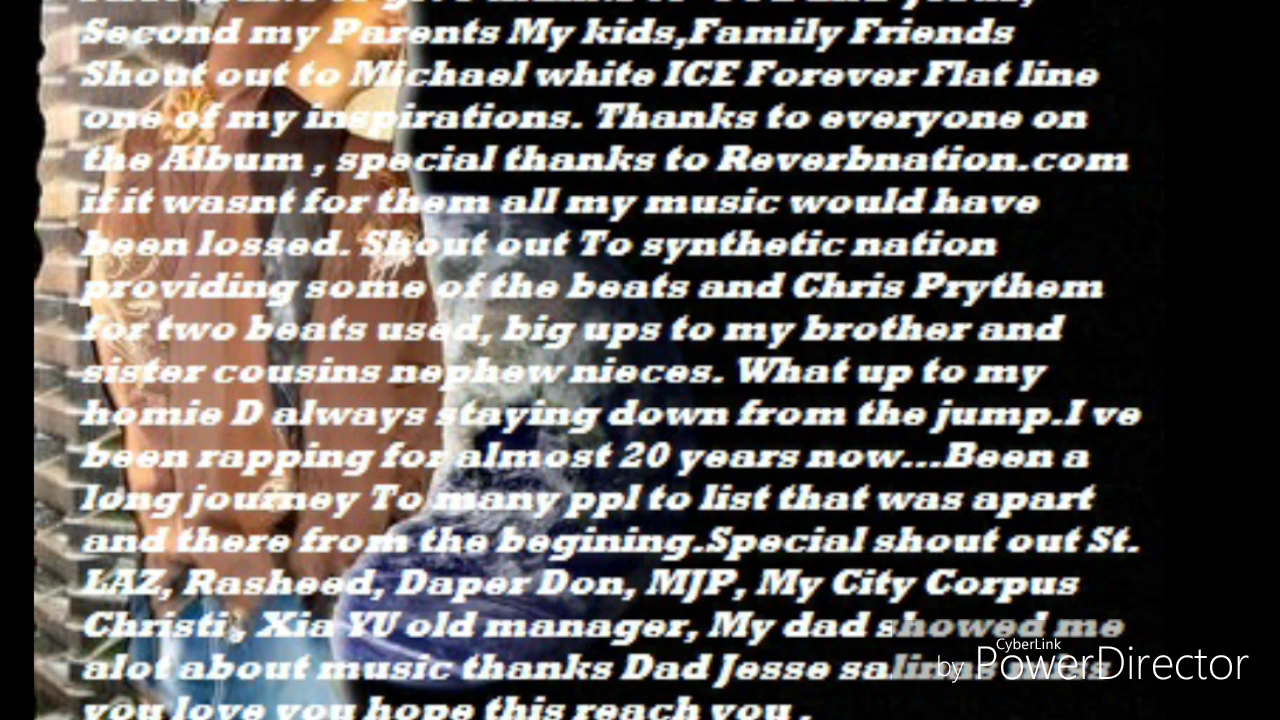 Second my Parents My kids,Family Friends
Shout out to Michael white ICE Forever Flat line
one of my inspirations. Thanks to everyone on
the Album , special thanks to Reverbnation.com
if it wasnt for them all my music would have
been lossed. Shout out To synthetic nation
providing some of the beats and Chris Prythem
for two beats used, big ups to my brother and
sister cousins nephew nieces. What up to my
homie D always staying down from the jump.I ve
been rapping for almost 20 years now...Been a
long journey To many ppl to list that was apart
and there from the begining.Special shout out St.
LAZ, Rasheed, Daper Don, MJP, My City Corpus
Christi, Xia YU old manager, My dad showed me
alot about music thanks Dad Jesse
you love you hope this reach you .
CyberLink
by PowerDirector